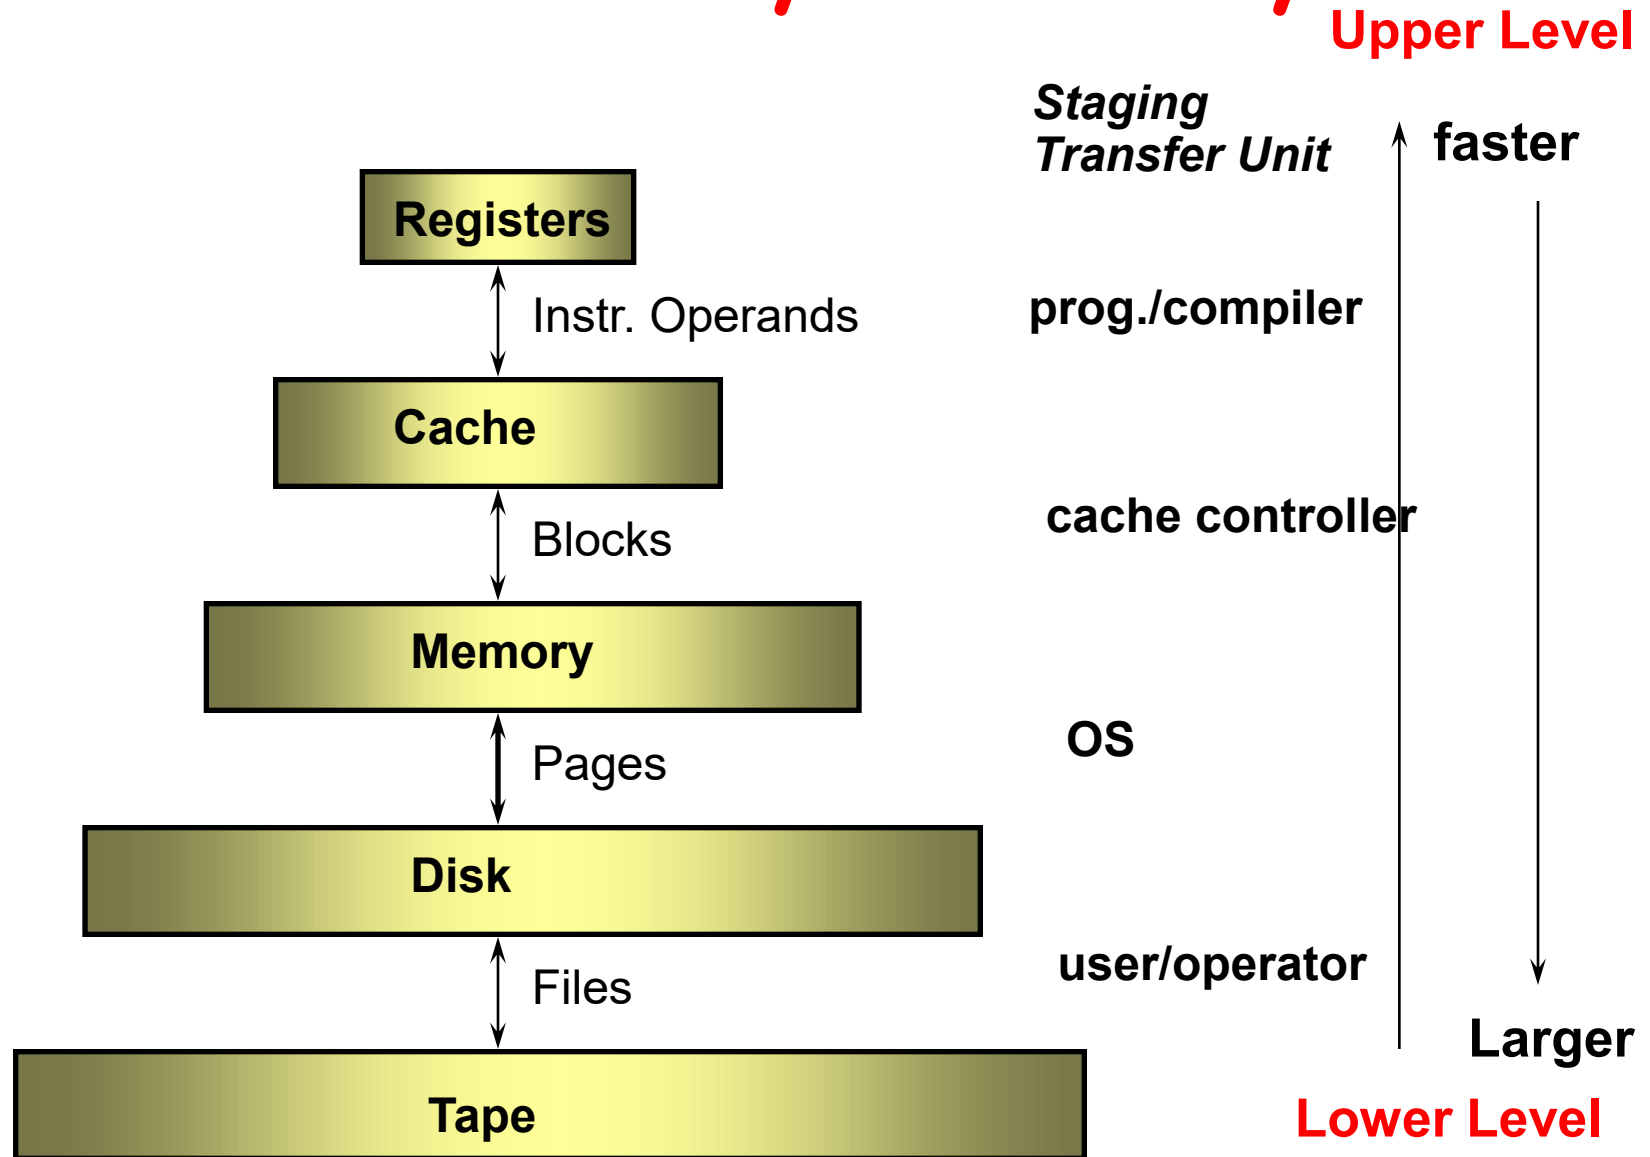 Upper Level
Staging
Transfer Unit
faster
Registers
Instr. Operands
prog./compiler
Cache
cache controller
Blocks
Memory
OS
Pages
Disk
user/operator
Files
Larger
Tape
Lower Level